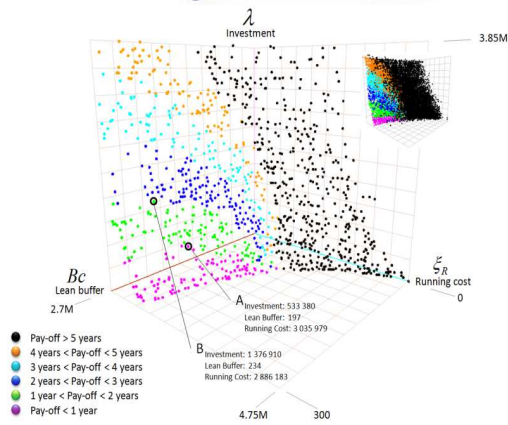 λ
Investment
3.85M
Bc
Lean buffer
2.7M
ξR
Running cost
0
A
Investment: 533 380
Lean Buffer: 197
Running Cost: 3 035 979
B
Investment: 1 376 910
Lean Buffer: 234
Running Cost: 2 886 183
Pay-off > 5 years
4 years < Pay-off < 5 years
3 years < Pay-off < 4 years
2 years < Pay-off < 3 years
1 year < Pay-off < 2 years
Pay-off < 1 year
4.75M
300